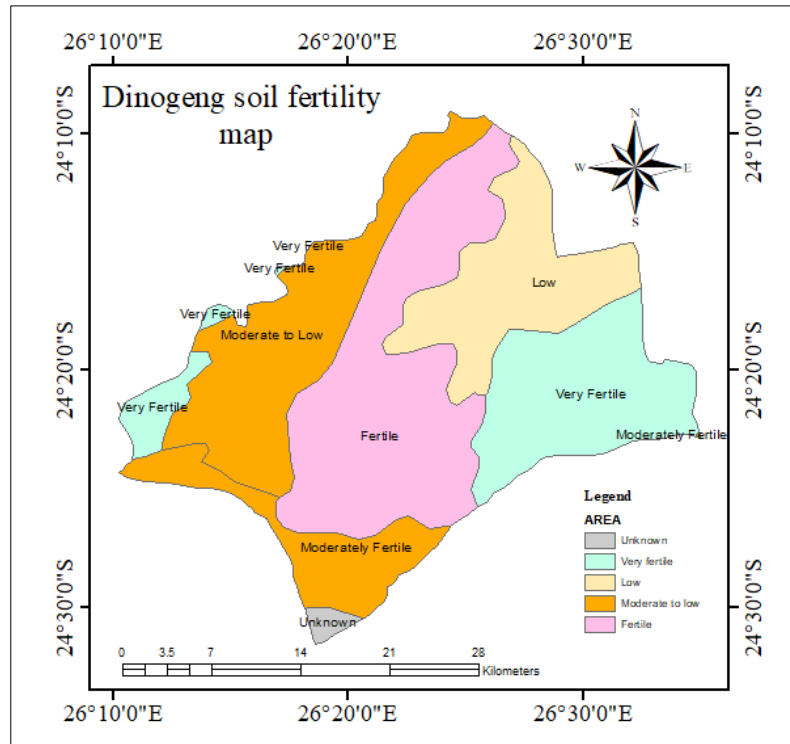 26°10'0"E 26°20'0"E 26°30'0"E
Dinogeng soil fertility
map
N
W E
S
24°10'0"S 24°10'0"S
Very Fertile
Very Fertile
Low
Very Fertile
Moderate to Low
24°20'0"S 24°20'0"S
Very Fertile
Very Fertile
Fertile
Moderately Fertile
Moderately Fertile
Legend
AREA
Unknown
Very fertile
Low
Moderate to low
Fertile
24°30'0"S 24°30'0"S
Unknown
0 3.5 7 14 21 28
Kilometers
26°10'0"E 26°20'0"E 26°30'0"E